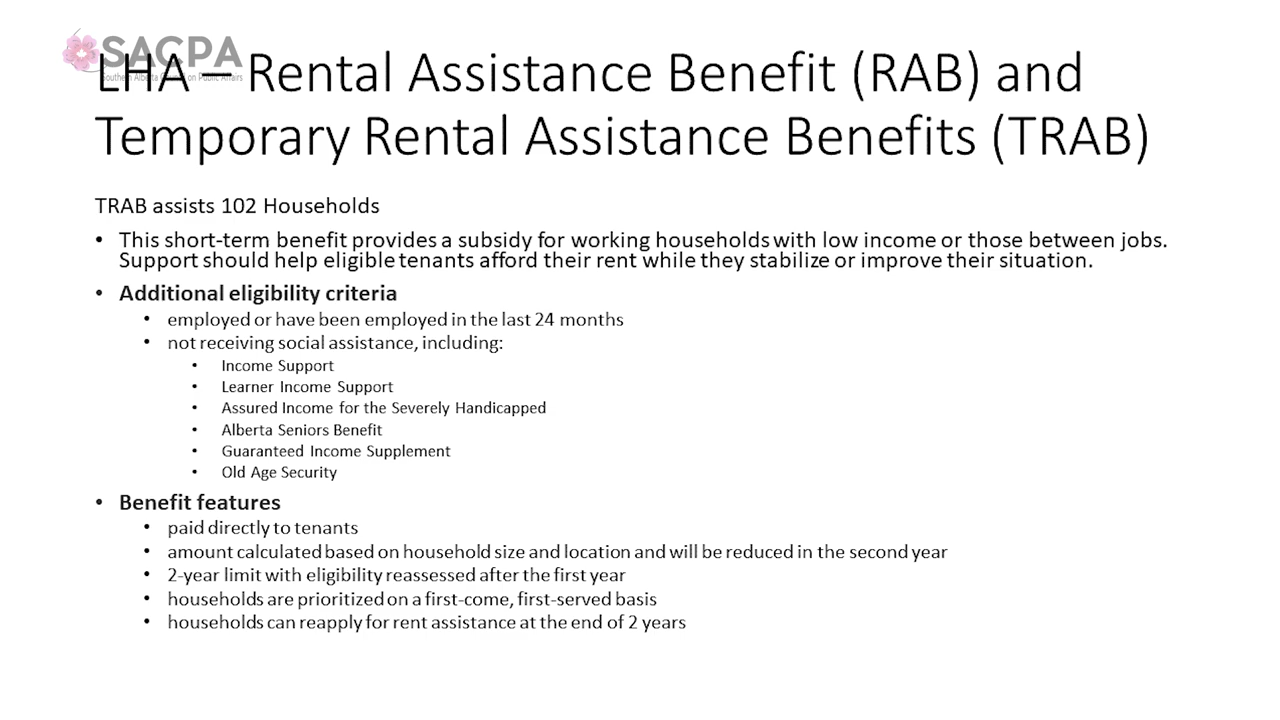 SACPA
Southern Alberta Council on Public Affairs
LHA – Rental Assistance Benefit (RAB) and
Temporary Rental Assistance Benefits (TRAB)
TRAB assists 102 Households
• This short-term benefit provides a subsidy for working households with low income or those between jobs.
Support should help eligible tenants afford their rent while they stabilize or improve their situation.
• Additional eligibility criteria
• employed or have been employed in the last 24 months
• not receiving social assistance, including:
• Income Support
• Learner Income Support
• Assured Income for the Severely Handicapped
• Alberta Seniors Benefit
• Guaranteed Income Supplement
• Old Age Security
• Benefit features
• paid directly to tenants
• amount calculated based on household size and location and will be reduced in the second year
• 2-year limit with eligibility reassessed after the first year
• households are prioritized on a first-come, first-served basis
• households can reapply for rent assistance at the end of 2 years